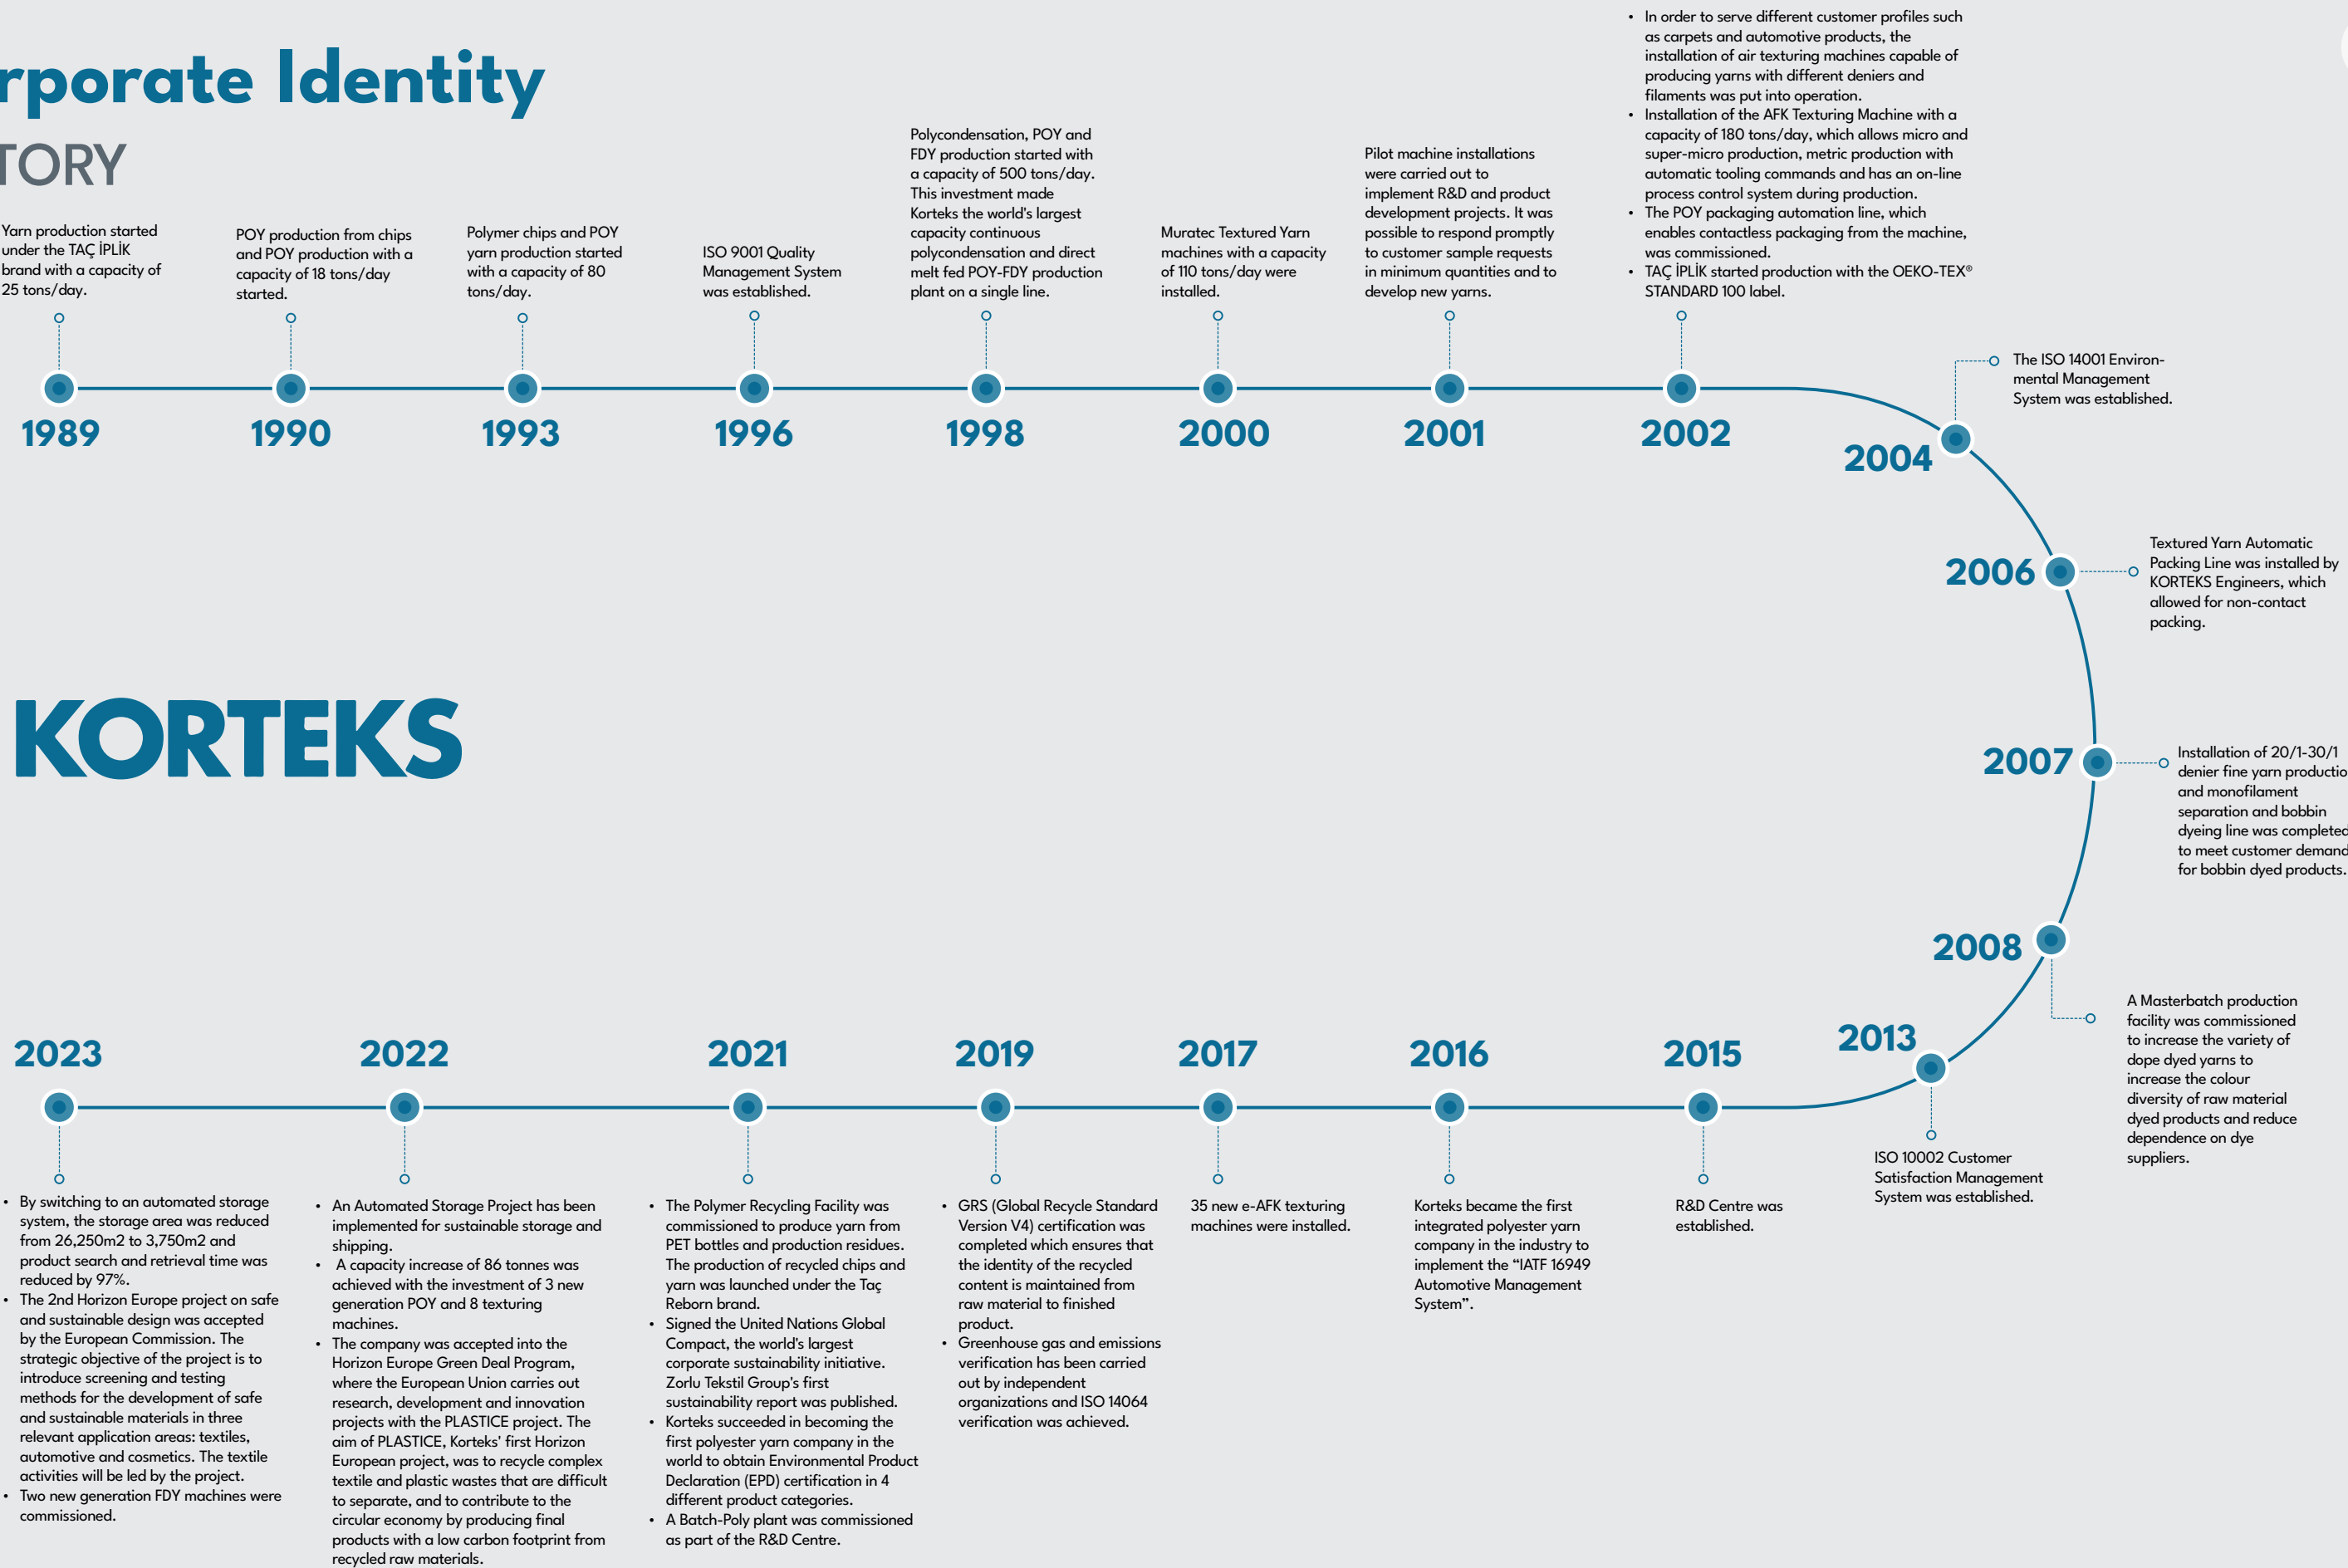 rporate Identity
TORY
Yarn production started
under the TAÇ İPLİK
brand with a capacity of
25 tons/day.
1989
POY production from chips
and POY production with a
capacity of 18 tons/day
started.
1990
Polymer chips and POY
yarn production started
with a capacity of 80
tons/day.
1993
ISO 9001 Quality
Management System
was established.
1996
Polycondensation, POY and
FDY production started with
a capacity of 500 tons/day.
This investment made
Korteks the world's largest
capacity continuous
polycondensation and direct
melt fed POY-FDY production
plant on a single line.
1998
Muratec Textured Yarn
machines with a capacity
of 110 tons/day were
installed.
2000
Pilot machine installations
were carried out to
implement R&D and product
development projects. It was
possible to respond promptly
to customer sample requests
in minimum quantities and to
develop new yarns.
2001
• In order to serve different customer profiles such
as carpets and automotive products, the
installation of air texturing machines capable of
producing yarns with different deniers and
filaments was put into operation.
• Installation of the AFK Texturing Machine with a
capacity of 180 tons/day, which allows micro and
super-micro production, metric production with
automatic tooling commands and has an on-line
process control system during production.
• The POY packaging automation line, which
enables contactless packaging from the machine,
was commissioned.
• TAÇ İPLİK started production with the OEKO-TEX®
STANDARD 100 label.
2002
The ISO 14001 Environ-
mental Management
System was established.
2004
Textured Yarn Automatic
Packing Line was installed by
KORTEKS Engineers, which
allowed for non-contact
packing.
2006
KORTEKS
Installation of 20/1-30/1
denier fine yarn productio
and monofilament
separation and bobbin
dyeing line was completed
to meet customer demand
for bobbin dyed products.
2007
2008
A Masterbatch production
facility was commissioned
to increase the variety of
dope dyed yarns to
increase the colour
diversity of raw material
dyed products and reduce
dependence on dye
suppliers.
2013
ISO 10002 Customer
Satisfaction Management
System was established.
2015
R&D Centre was
established.
2016
Korteks became the first
integrated polyester yarn
company in the industry to
implement the “IATF 16949
Automotive Management
System”.
2017
35 new e-AFK texturing
machines were installed.
2019
• GRS (Global Recycle Standard
Version V4) certification was
completed which ensures that
the identity of the recycled
content is maintained from
raw material to finished
product.
• Greenhouse gas and emissions
verification has been carried
out by independent
organizations and ISO 14064
verification was achieved.
2021
• The Polymer Recycling Facility was
commissioned to produce yarn from
PET bottles and production residues.
The production of recycled chips and
yarn was launched under the Taç
Reborn brand.
• Signed the United Nations Global
Compact, the world's largest
corporate sustainability initiative.
Zorlu Tekstil Group's first
sustainability report was published.
• Korteks succeeded in becoming the
first polyester yarn company in the
world to obtain Environmental Product
Declaration (EPD) certification in 4
different product categories.
• A Batch-Poly plant was commissioned
as part of the R&D Centre.
2022
• An Automated Storage Project has been
implemented for sustainable storage and
shipping.
• A capacity increase of 86 tonnes was
achieved with the investment of 3 new
generation POY and 8 texturing
machines.
• The company was accepted into the
Horizon Europe Green Deal Program,
where the European Union carries out
research, development and innovation
projects with the PLASTICE project. The
aim of PLASTICE, Korteks' first Horizon
European project, was to recycle complex
textile and plastic wastes that are difficult
to separate, and to contribute to the
circular economy by producing final
products with a low carbon footprint from
recycled raw materials.
2023
• By switching to an automated storage
system, the storage area was reduced
from 26,250m2 to 3,750m2 and
product search and retrieval time was
reduced by 97%.
• The 2nd Horizon Europe project on safe
and sustainable design was accepted
by the European Commission. The
strategic objective of the project is to
introduce screening and testing
methods for the development of safe
and sustainable materials in three
relevant application areas: textiles,
automotive and cosmetics. The textile
activities will be led by the project.
• Two new generation FDY machines were
commissioned.